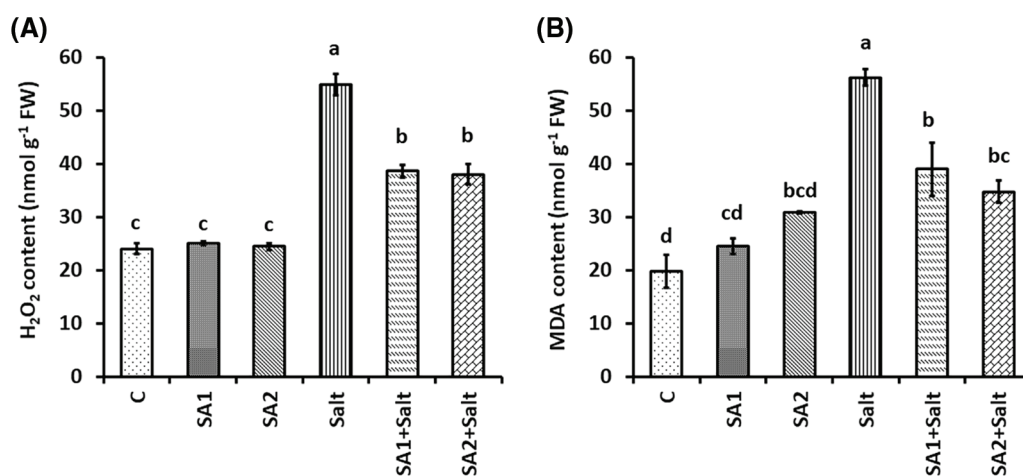 (A)
H₂O₂ content (nmol g⁻¹ FW)
60
50
40
30
20
10
0
c
c
c
a
b
b
C
SA1
SA2
Salt
SA1+Salt
SA2+Salt
(B)
MDA content (nmol g⁻¹ FW)
60
50
40
30
20
10
0
d
cd
bcd
a
b
bc
C
SA1
SA2
Salt
SA1+Salt
SA2+Salt